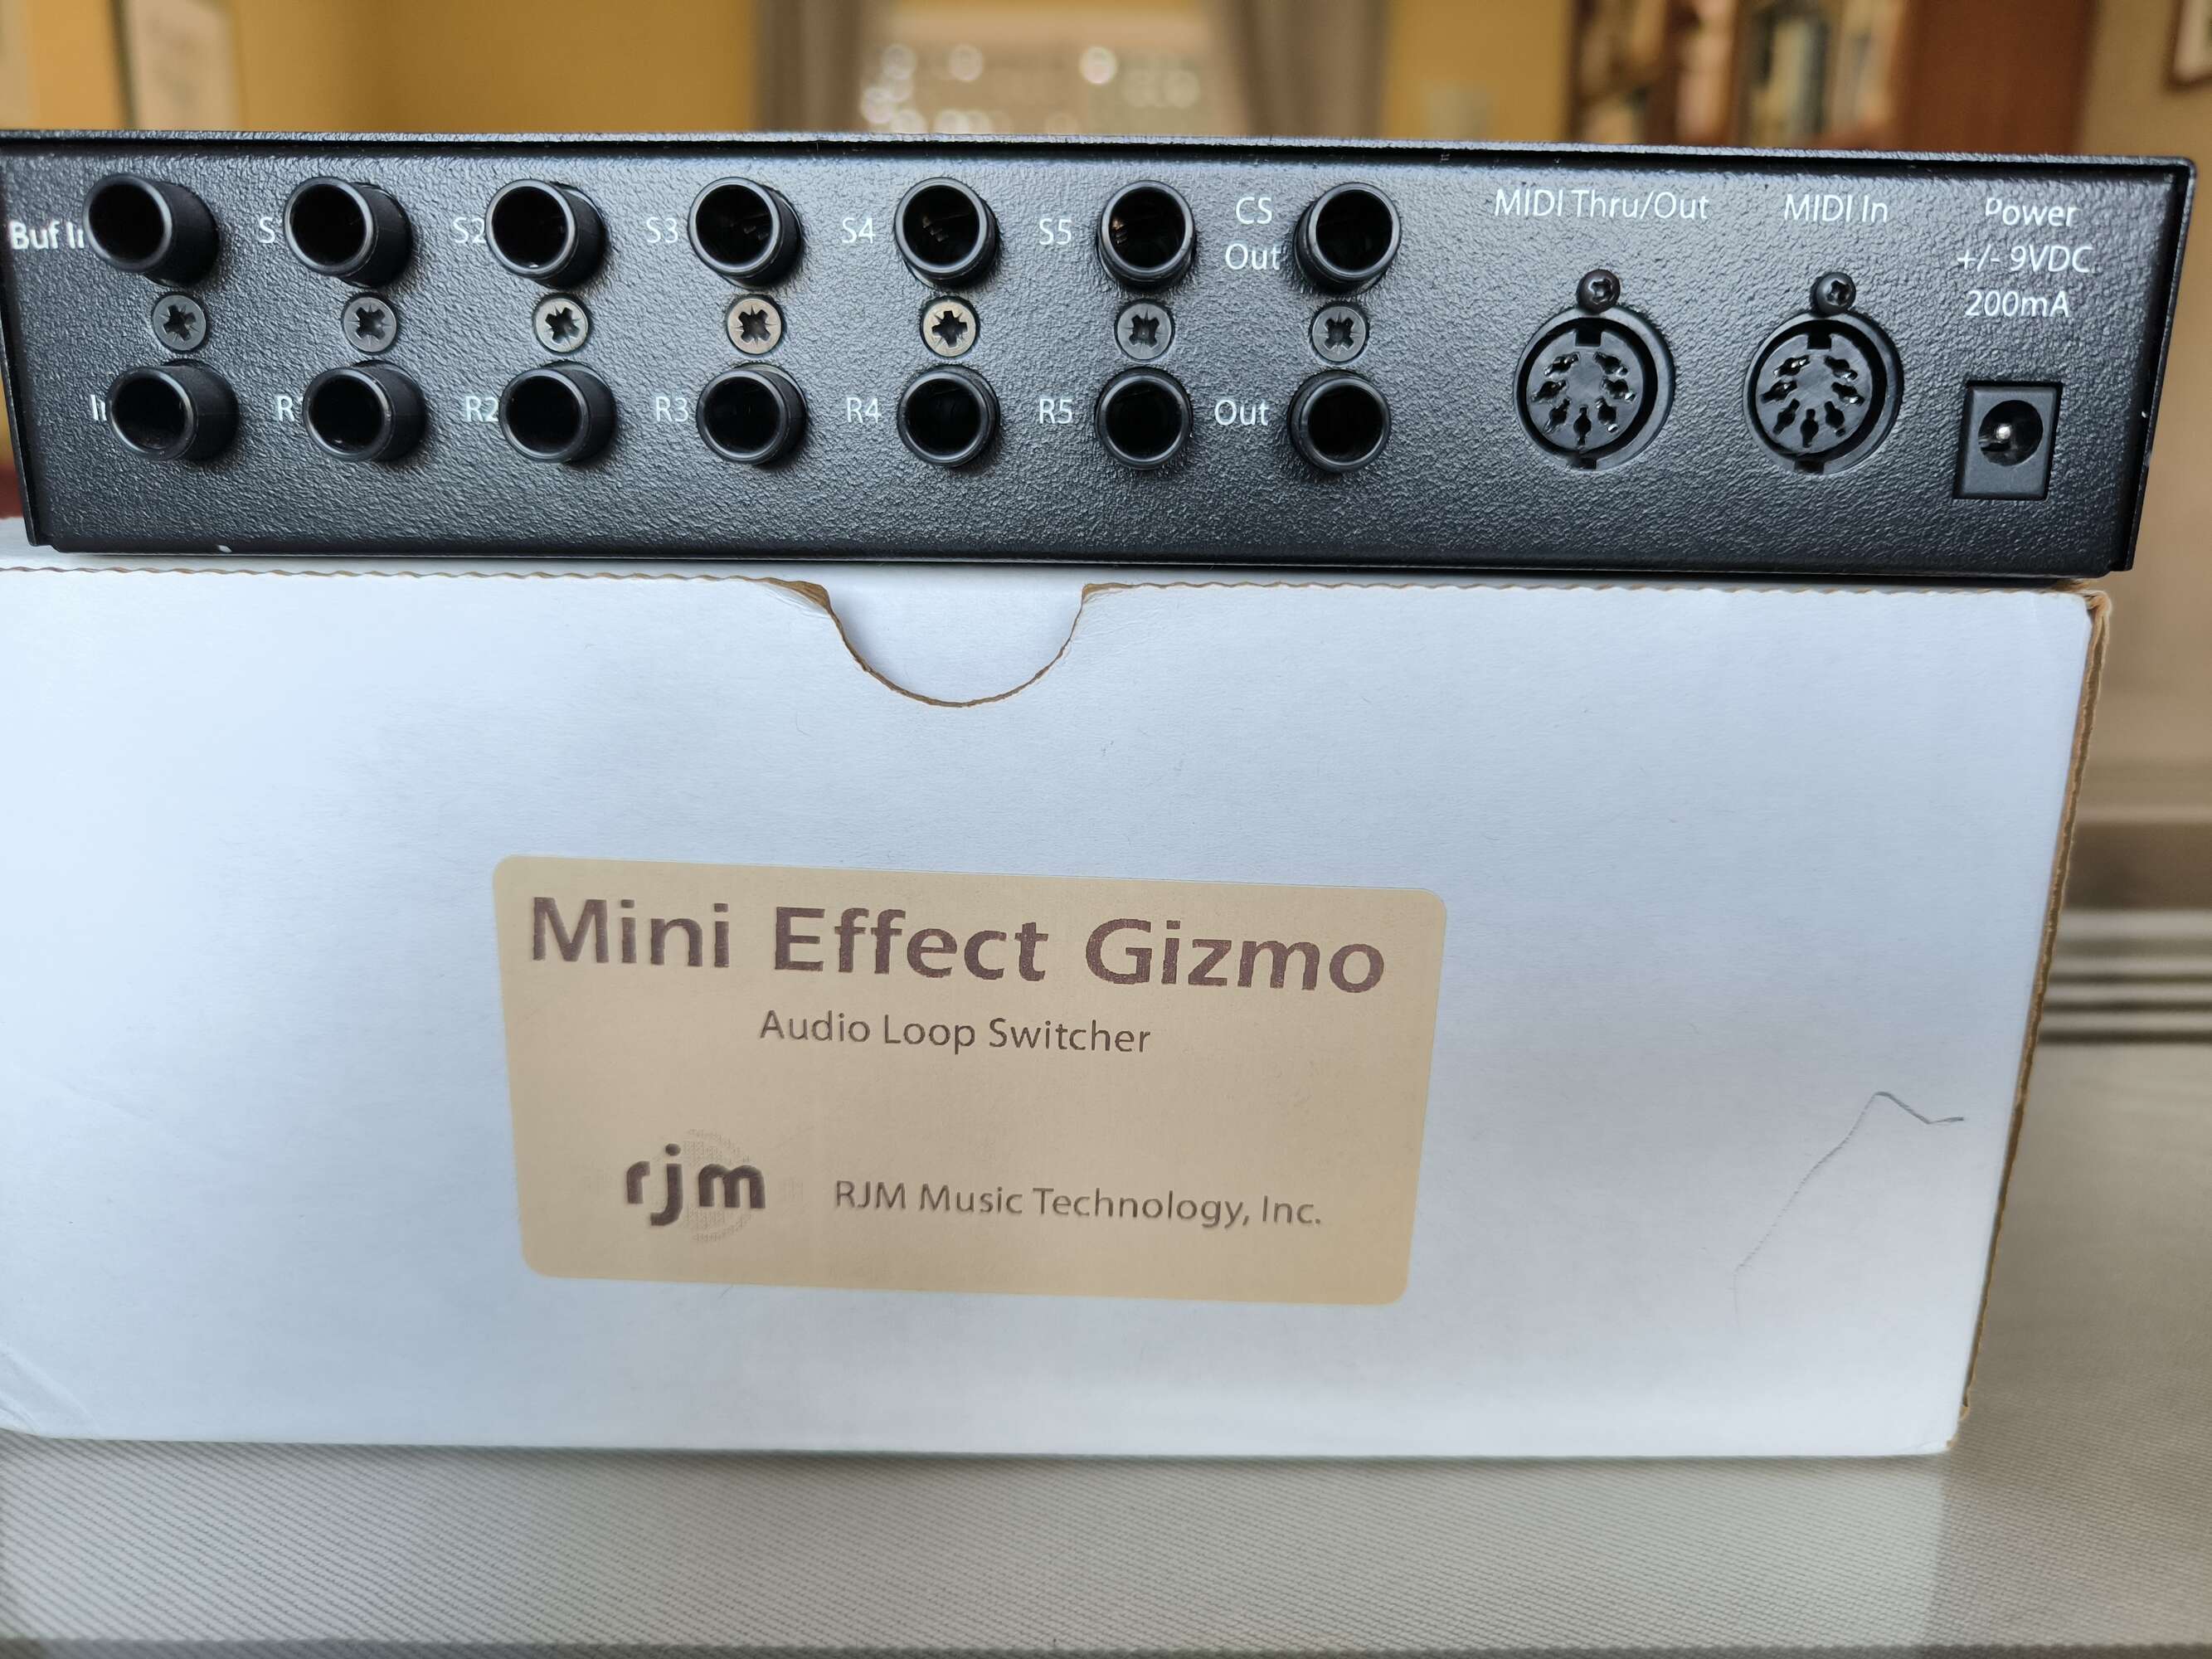 MIDI Thru/Out MIDI In Power
+/- 9VDC
200mA
Buf S2 S3 S4 S5 CS
Out
R2 R3 R4 R5 Out
Mini Effect Gizmo
Audio Loop Switcher
rjm RJM Music Technology, Inc.